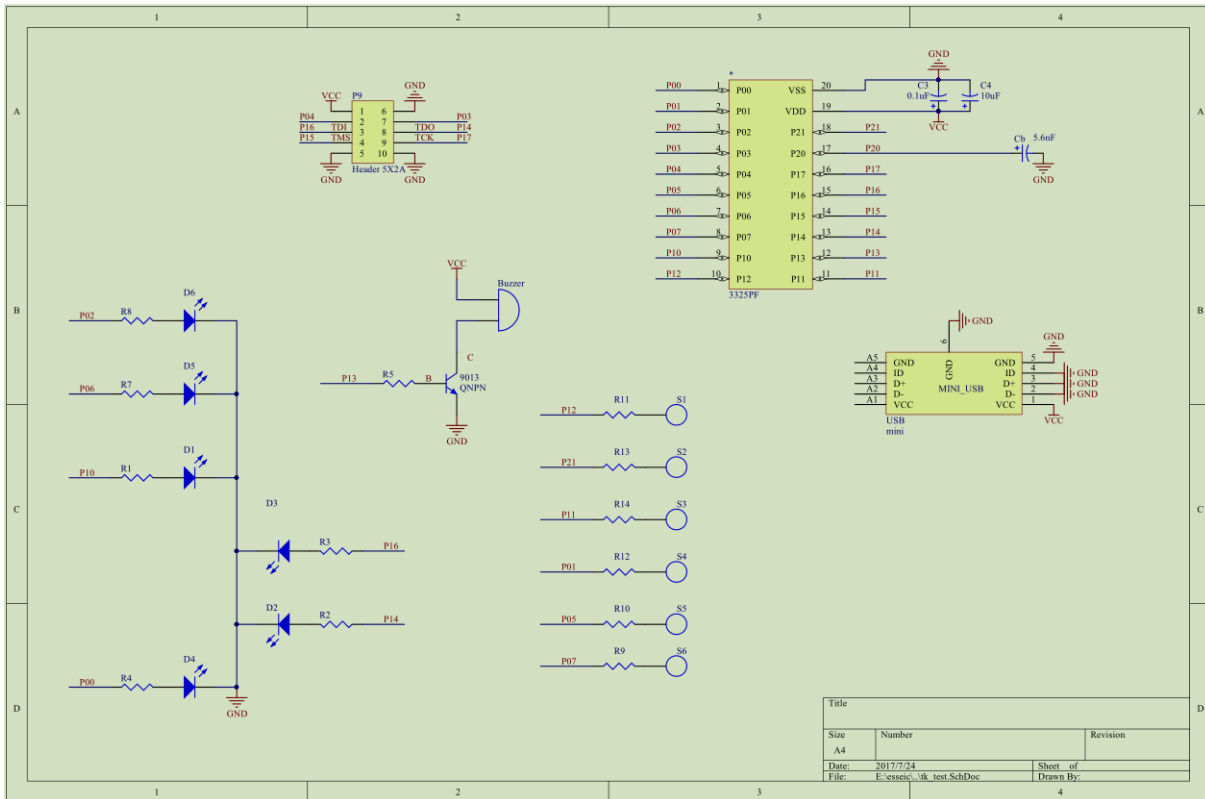 1 2 3 4
A A
B B
C C
D D
1 2 3 4
P9
VCC
GND
P04
P16 TDI
P15 TMS
1 6
2 7
3 8
4 9
5 10
P03
TDO P14
TCK P17
GND
Header 5X2A
GND
*
P00 1 P00
P01 2 P01
P02 3 P02
P03 4 P03
P04 5 P04
P05 6 P05
P06 7 P06
P07 8 P07
P10 9 P10
P12 10 P12
VSS 20
VDD 19
P21 18 P21
P20 17 P20
P17 16 P17
P16 15 P16
P15 14 P15
P14 13 P14
P13 12 P13
P11 11 P11
3325PF
GND
C3
0.1uF
C4
10uF
+ +
VCC
Cb 5.6nF
+
GND
VCC
Buzzer
C
P13 R5 B
9013
QNPN
GND
D6
P02 R8
D5
P06 R7
D1
P10 R1
D3
R3 P16
D2
R2 P14
D4
P00 R4
GND
P12 R11 S1
P21 R13 S2
P11 R14 S3
P01 R12 S4
P05 R10 S5
P07 R9 S6
GND
6
GND
A5 GND GND 5 GND
A4 ID ID 4 GND
A3 D+ D+ 3 GND
A2 D- D- 2 GND
A1 VCC VCC 1 VCC
MINI_USB
USB
mini
Title
Size Number Revision
A4
Date: 2017/7/24 Sheet of
File: E:\esseic\..\tk_test.SchDoc Drawn By: